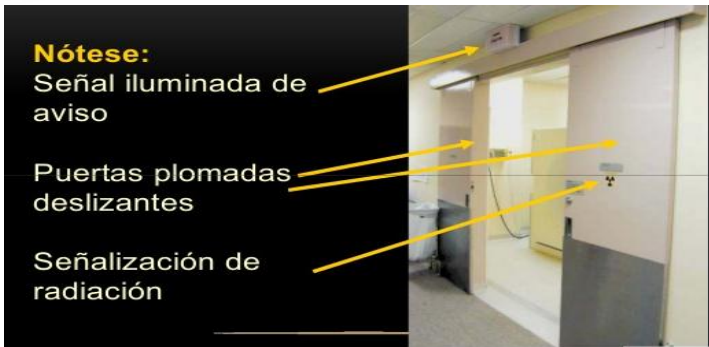 Nótese:
Señal iluminada de
aviso
Puertas plomadas
deslizantes
Señalización de
radiación